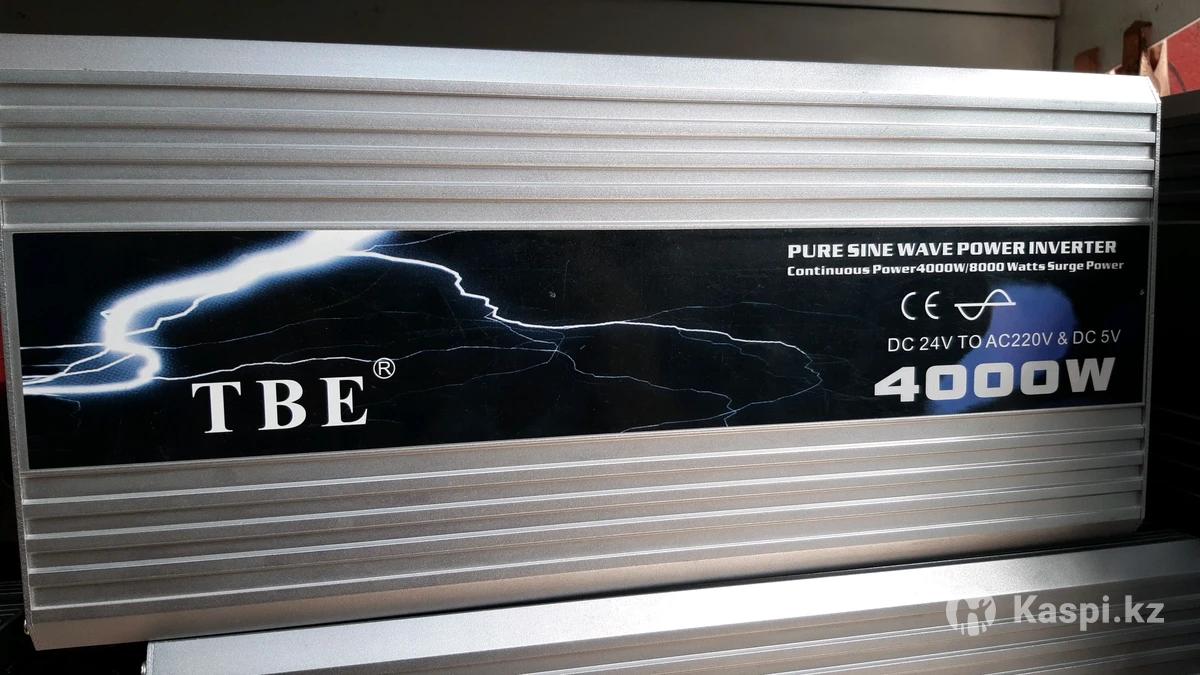 PURE SINE WAVE POWER INVERTER
Continuous Power4000W/8000 Watts Surge Power
CE
DC 24V TO AC220V & DC 5V
4000W
TBE®
Kaspi.kz